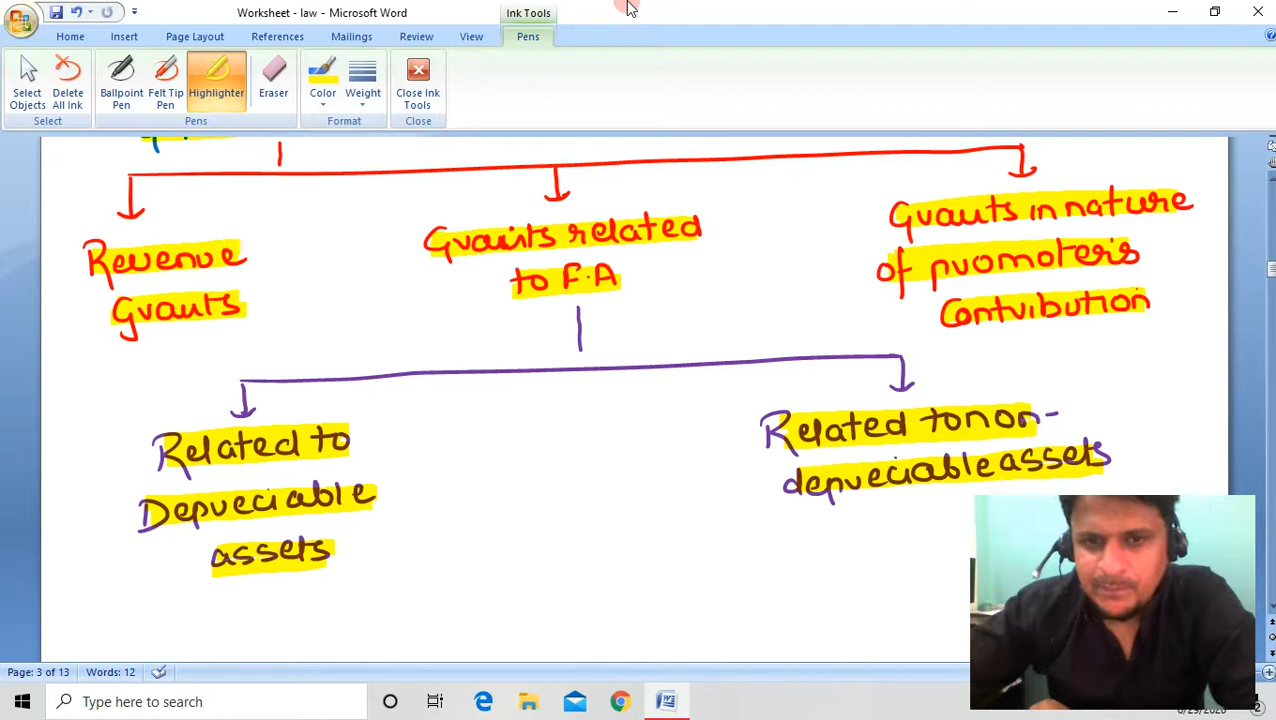 Worksheet - law - Microsoft Word
Ink Tools
Home Insert Page Layout References Mailings Review View Pens
Select Objects
Delete All Ink
Ballpoint Pen
Felt Tip Pen
Highlighter
Eraser
Color
Weight
Close Ink Tools
Select Pens Format Close
Revenue
Grants
Grants related
to F.A
Grants in nature
of promoter's
Contribution
Related to
Depreciable
assets
Related to non-
depreciable assets
Page: 3 of 13 Words: 12
Type here to search